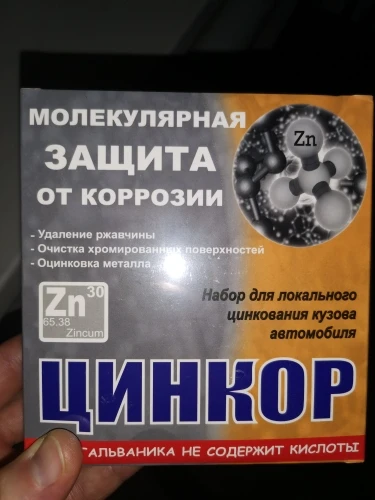 МОЛЕКУЛЯРНАЯ
ЗАЩИТА
ОТ КОРРОЗИИ
Zn
- Удаление ржавчины
- Очистка хромированных поверхностей
- Оцинковка металла
Zn 30
65.38
Zincum
Набор для локального
цинкования кузова
автомобиля
ЦИНКОР
ГАЛЬВАНИКА НЕ СОДЕРЖИТ КИСЛОТЫ